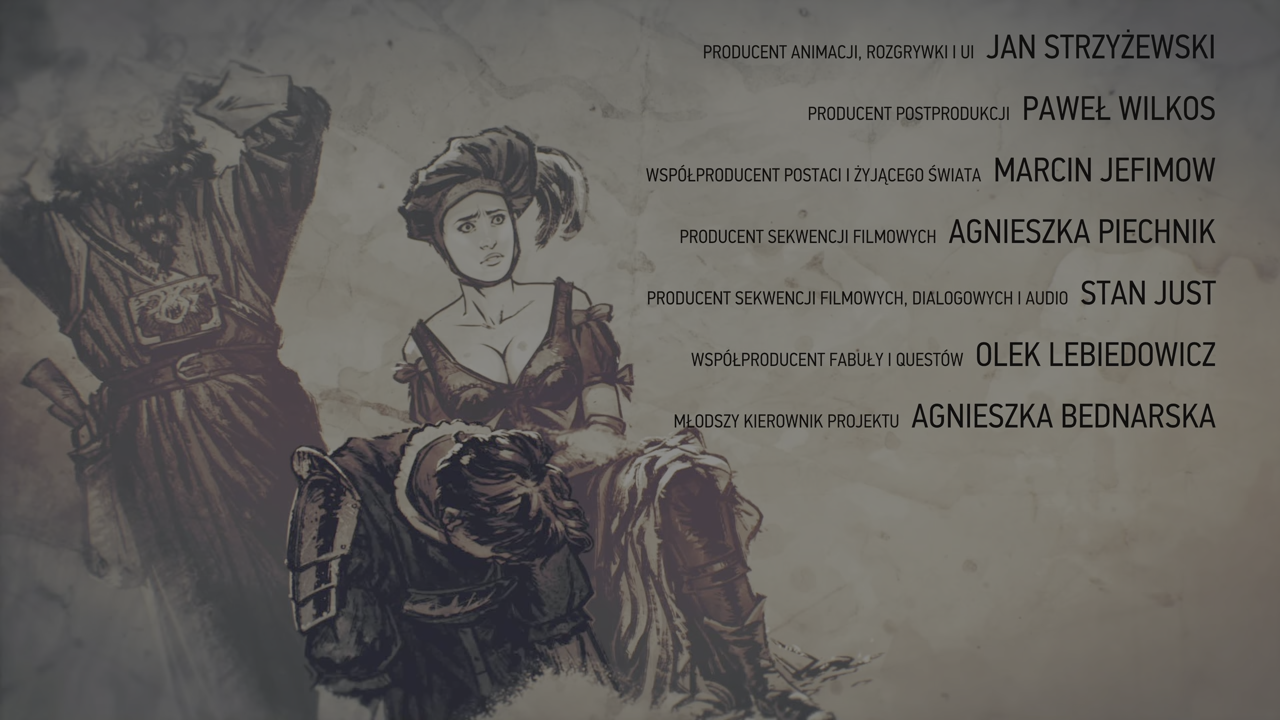 PRODUCENT ANIMACJI, ROZGRYWKI I UI JAN STRZYŻEWSKI
PRODUCENT POSTPRODUKCJI PAWEŁ WILKOS
WSPÓŁPRODUCENT POSTACI I ŻYJĄCEGO ŚWIATA MARCIN JEFIMOW
PRODUCENT SEKWENCJI FILMOWYCH AGNIESZKA PIECHNIK
PRODUCENT SEKWENCJI FILMOWYCH, DIALOGOWYCH I AUDIO STAN JUST
WSPÓŁPRODUCENT FABUŁY I QUESTÓW OLEK LEBIEDOWICZ
MŁODSZY KIEROWNIK PROJEKTU AGNIESZKA BEDNARSKA